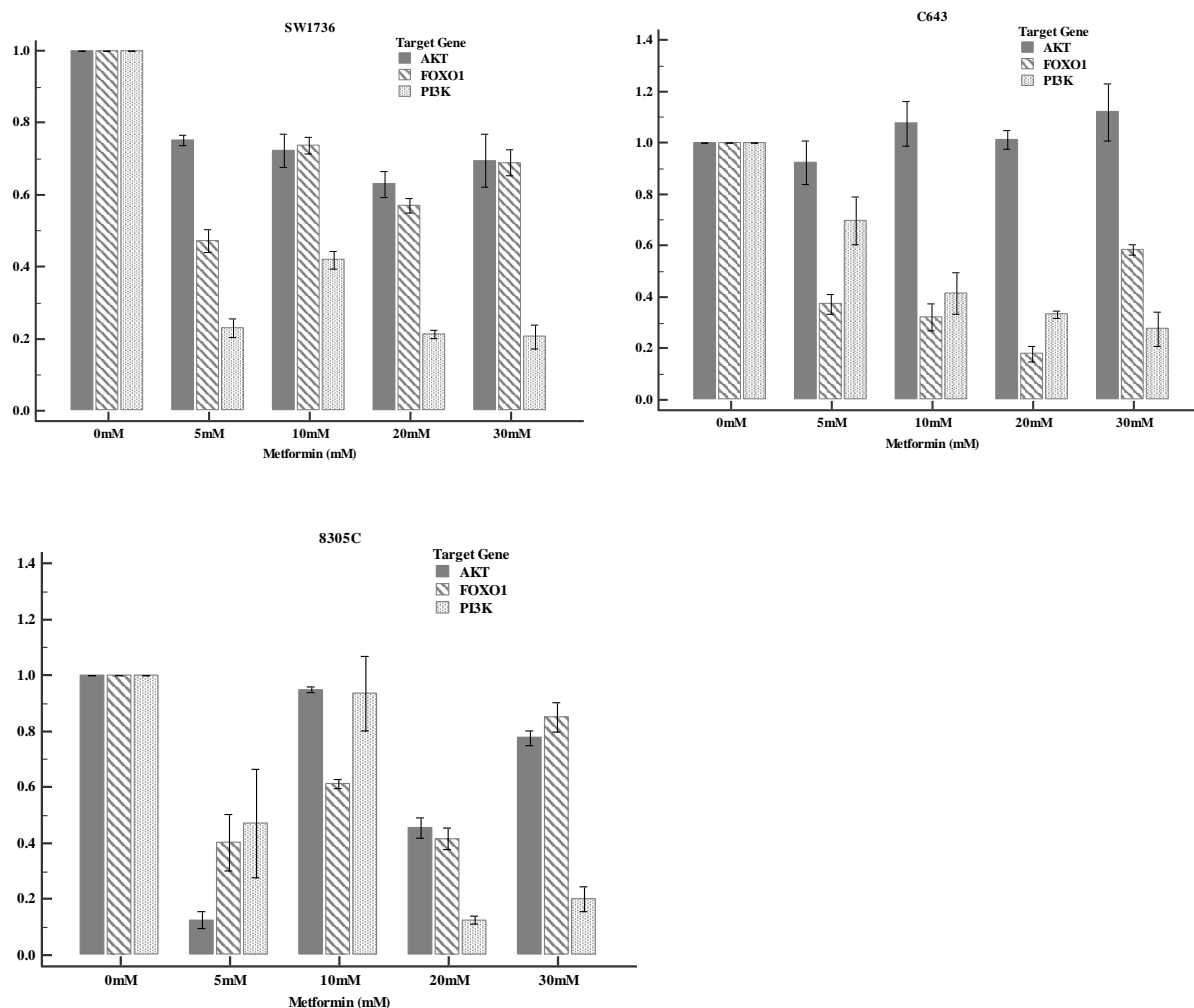 SW1736
Target Gene
AKT
FOXO1
PI3K
1.0
0.8
0.6
0.4
0.2
0.0
0mM 5mM 10mM 20mM 30mM
Metformin (mM)
C643
Target Gene
AKT
FOXO1
PI3K
1.4
1.2
1.0
0.8
0.6
0.4
0.2
0.0
0mM 5mM 10mM 20mM 30mM
Metformin (mM)
8305C
Target Gene
AKT
FOXO1
PI3K
1.4
1.2
1.0
0.8
0.6
0.4
0.2
0.0
0mM 5mM 10mM 20mM 30mM
Metformin (mM)